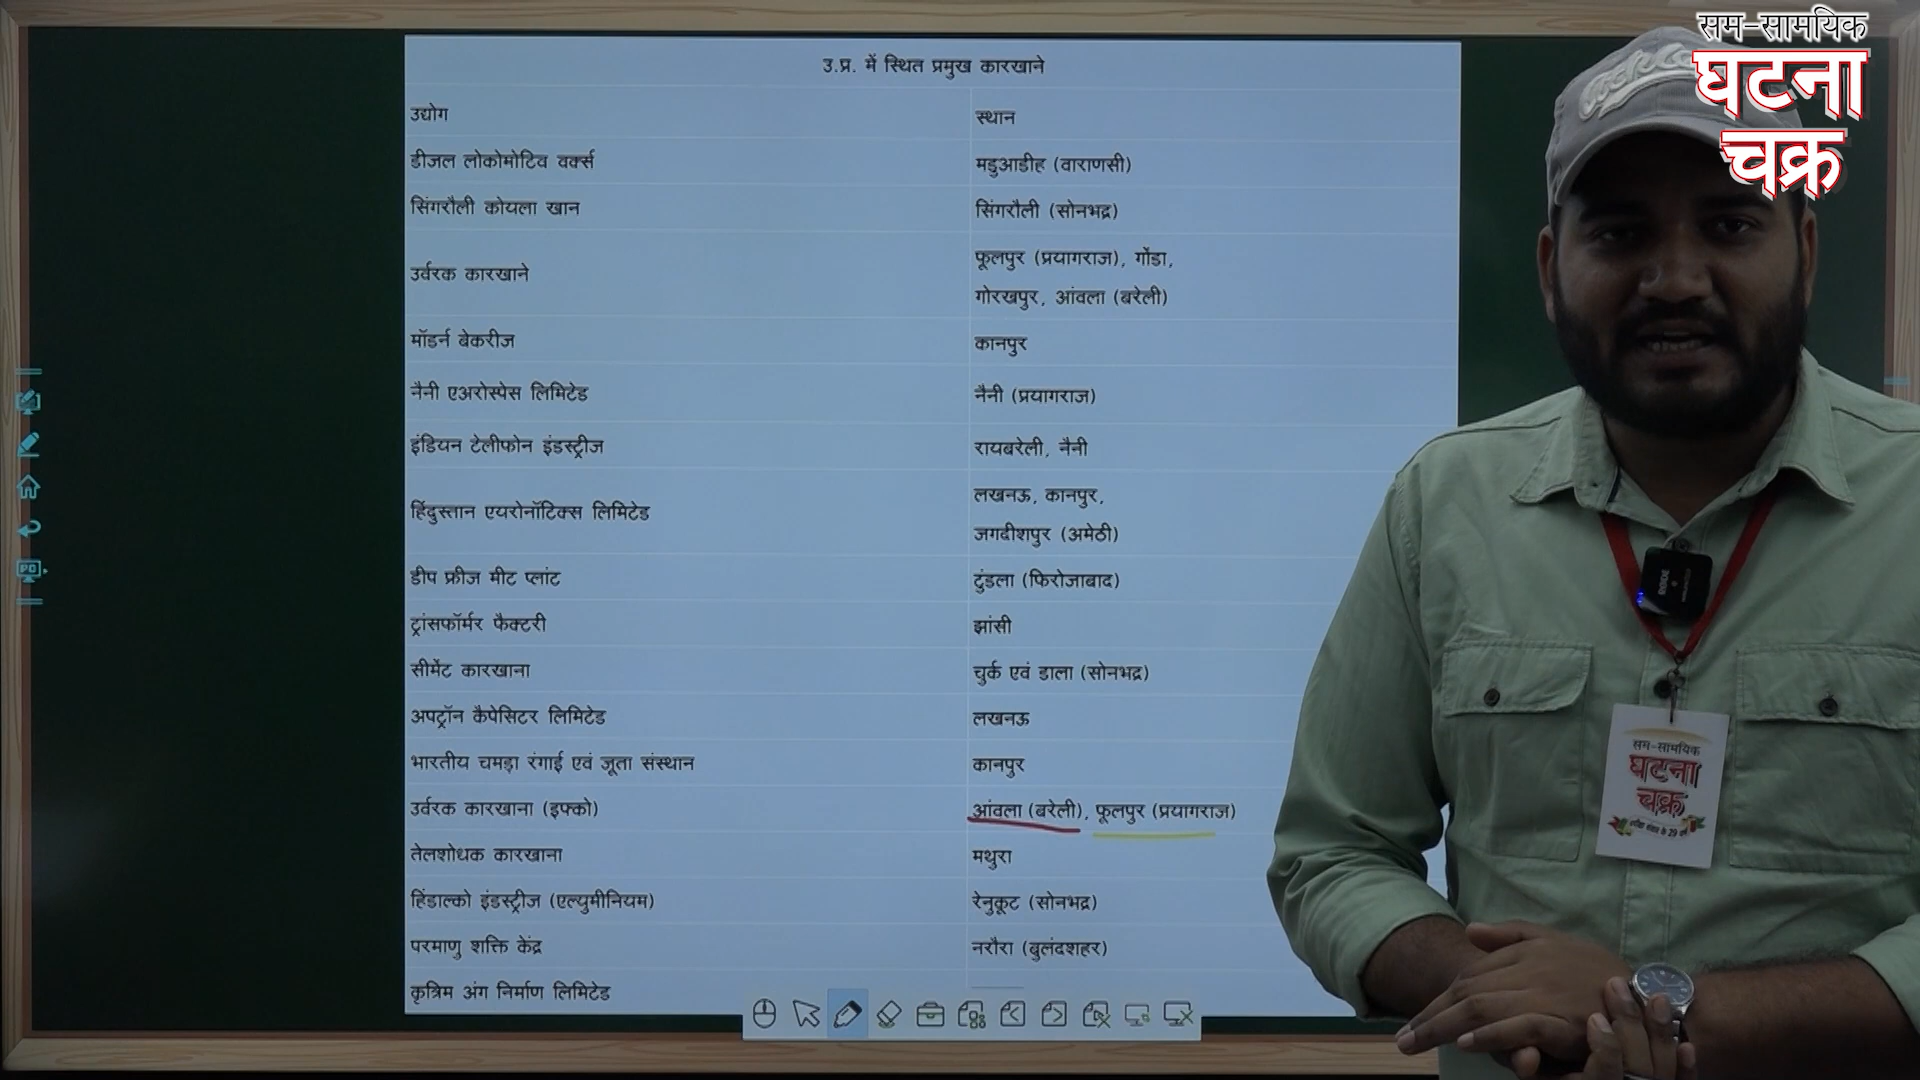 सम-सामयिक
घटना
चक्र
उ.प्र. में स्थित प्रमुख कारखाने
उद्योग
स्थान
डीजल लोकोमोटिव वर्क्स
मडुआडीह (वाराणसी)
सिंगरौली कोयला खान
सिंगरौली (सोनभद्र)
उर्वरक कारखाने
फूलपुर (प्रयागराज), गोंडा,
गोरखपुर, आंवला (बरेली)
मॉडर्न बेकरीज
कानपुर
नैनी एअरोस्पेस लिमिटेड
नैनी (प्रयागराज)
इंडियन टेलीफोन इंडस्ट्रीज
रायबरेली, नैनी
हिंदुस्तान एयरोनॉटिक्स लिमिटेड
लखनऊ, कानपुर,
जगदीशपुर (अमेठी)
डीप फ्रीज मीट प्लांट
टुंडला (फिरोजाबाद)
ट्रांसफॉर्मर फैक्टरी
झांसी
सीमेंट कारखाना
चुर्क एवं डाला (सोनभद्र)
अपट्रॉन कैपेसिटर लिमिटेड
लखनऊ
भारतीय चमड़ा रंगाई एवं जूता संस्थान
कानपुर
उर्वरक कारखाना (इफ्को)
आंवला (बरेली), फूलपुर (प्रयागराज)
तेलशोधक कारखाना
मथुरा
हिंडाल्को इंडस्ट्रीज (एल्युमीनियम)
रेनुकूट (सोनभद्र)
परमाणु शक्ति केंद्र
नरौरा (बुलंदशहर)
कृत्रिम अंग निर्माण लिमिटेड
सम-सामयिक
घटना
चक्र